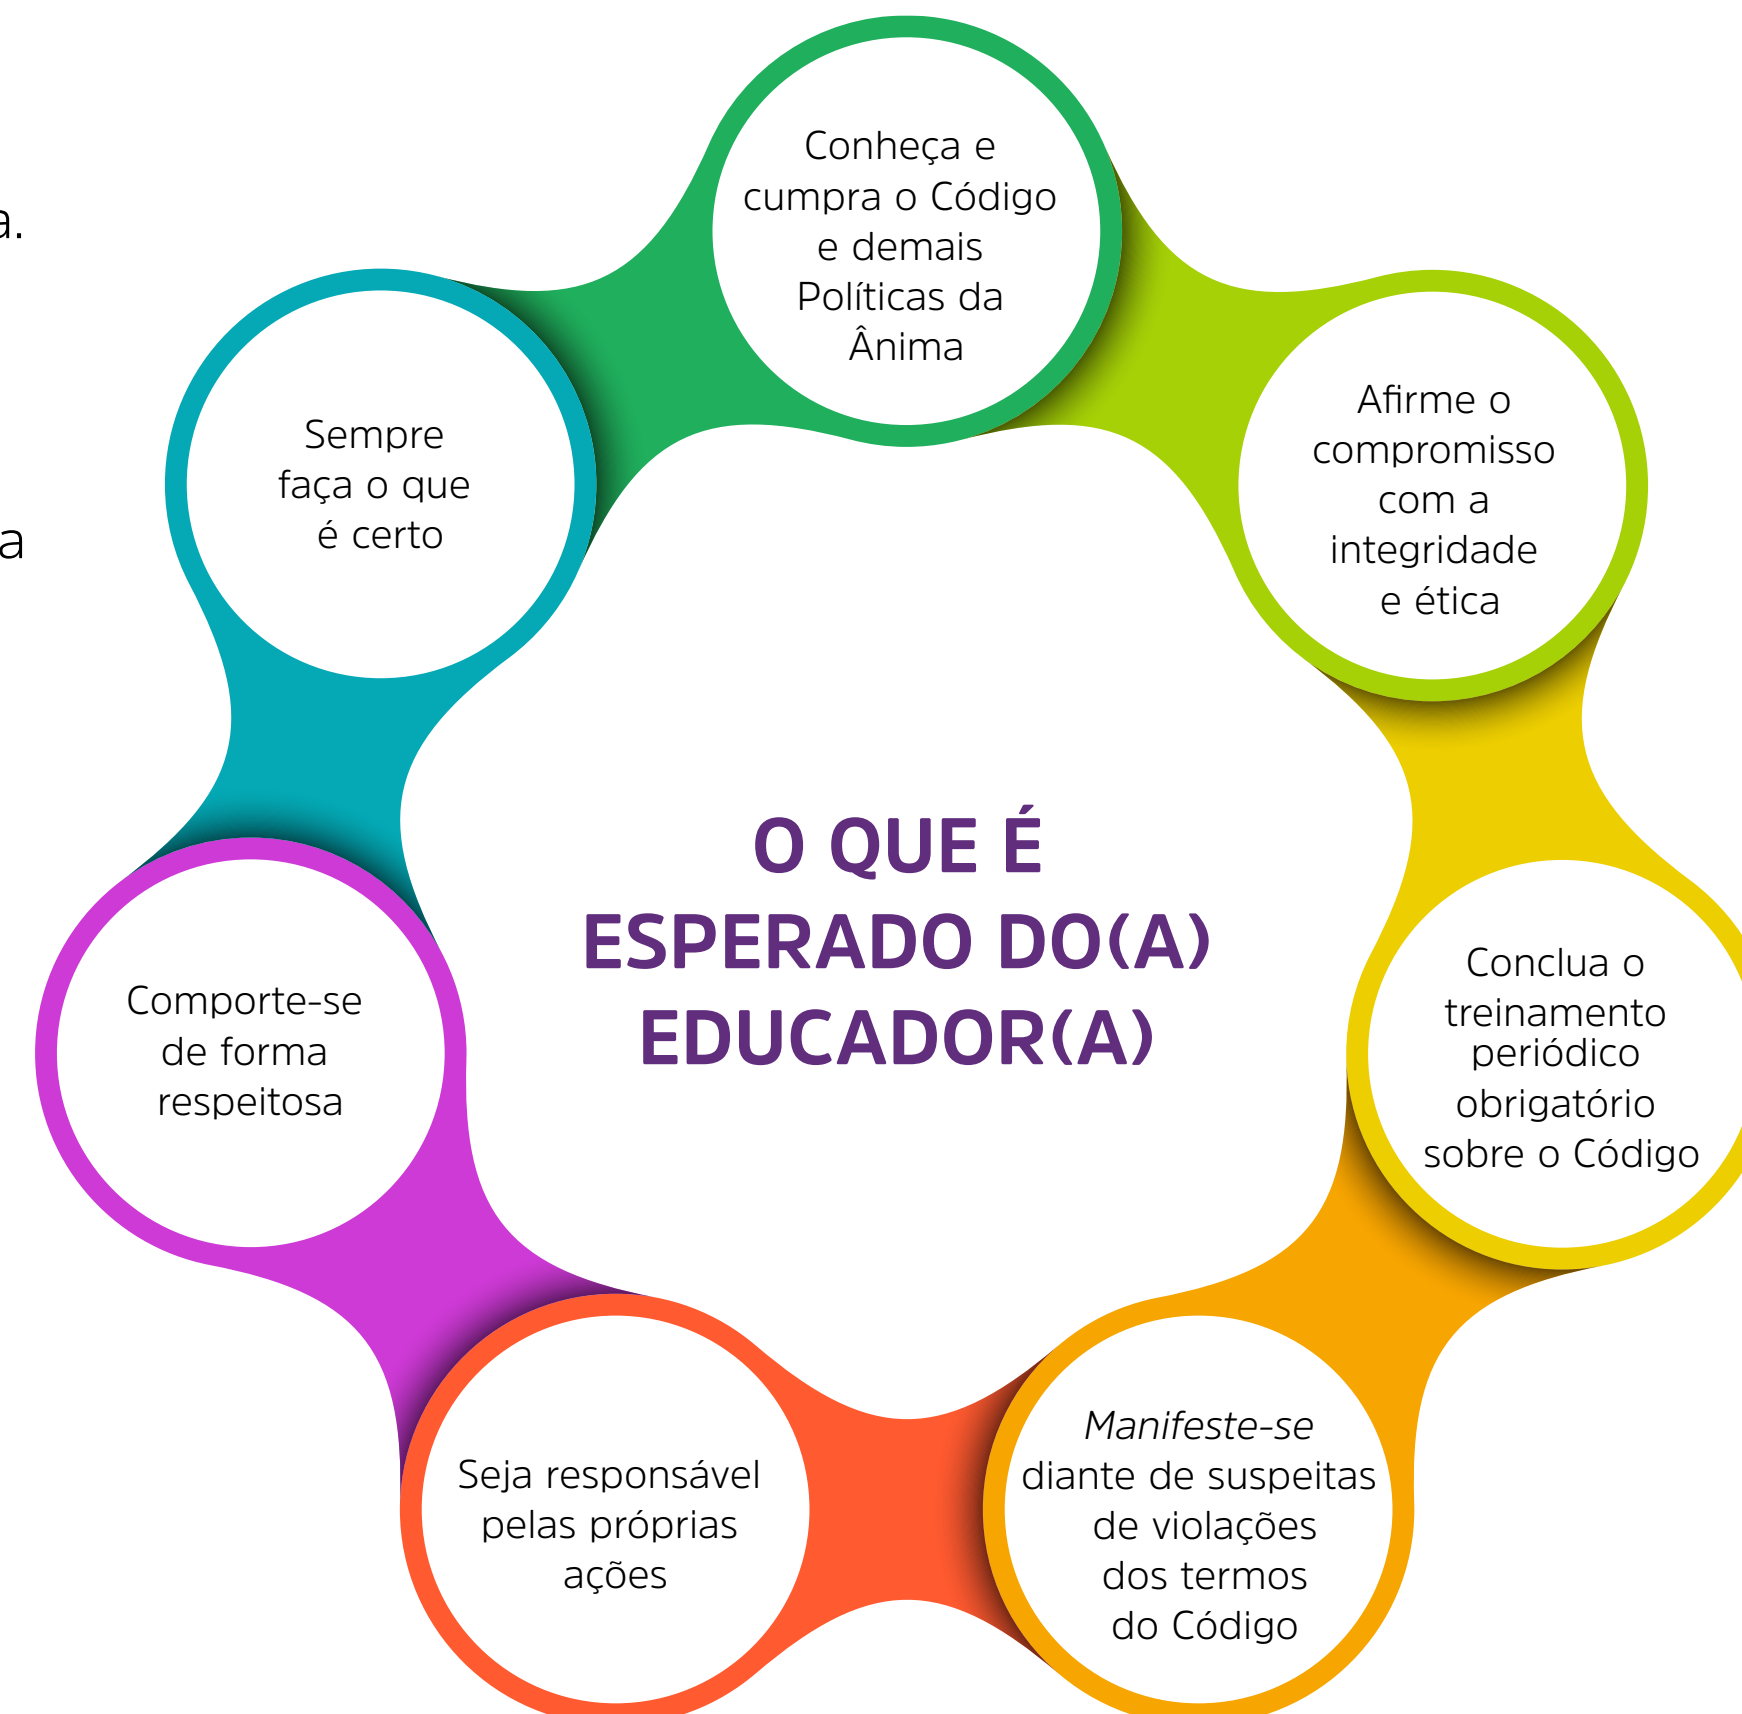 a.
a
Conheça e
cumpra o Código
e demais
Políticas da
Ânima
Afirme o
compromisso
com a
integridade
e ética
Conclua o
treinamento
periódico
obrigatório
sobre o Código
Manifeste-se
diante de suspeitas
de violações
dos termos
do Código
Seja responsável
pelas próprias
ações
Comporte-se
de forma
respeitosa
Sempre
faça o que
é certo
O QUE É
ESPERADO DO(A)
EDUCADOR(A)